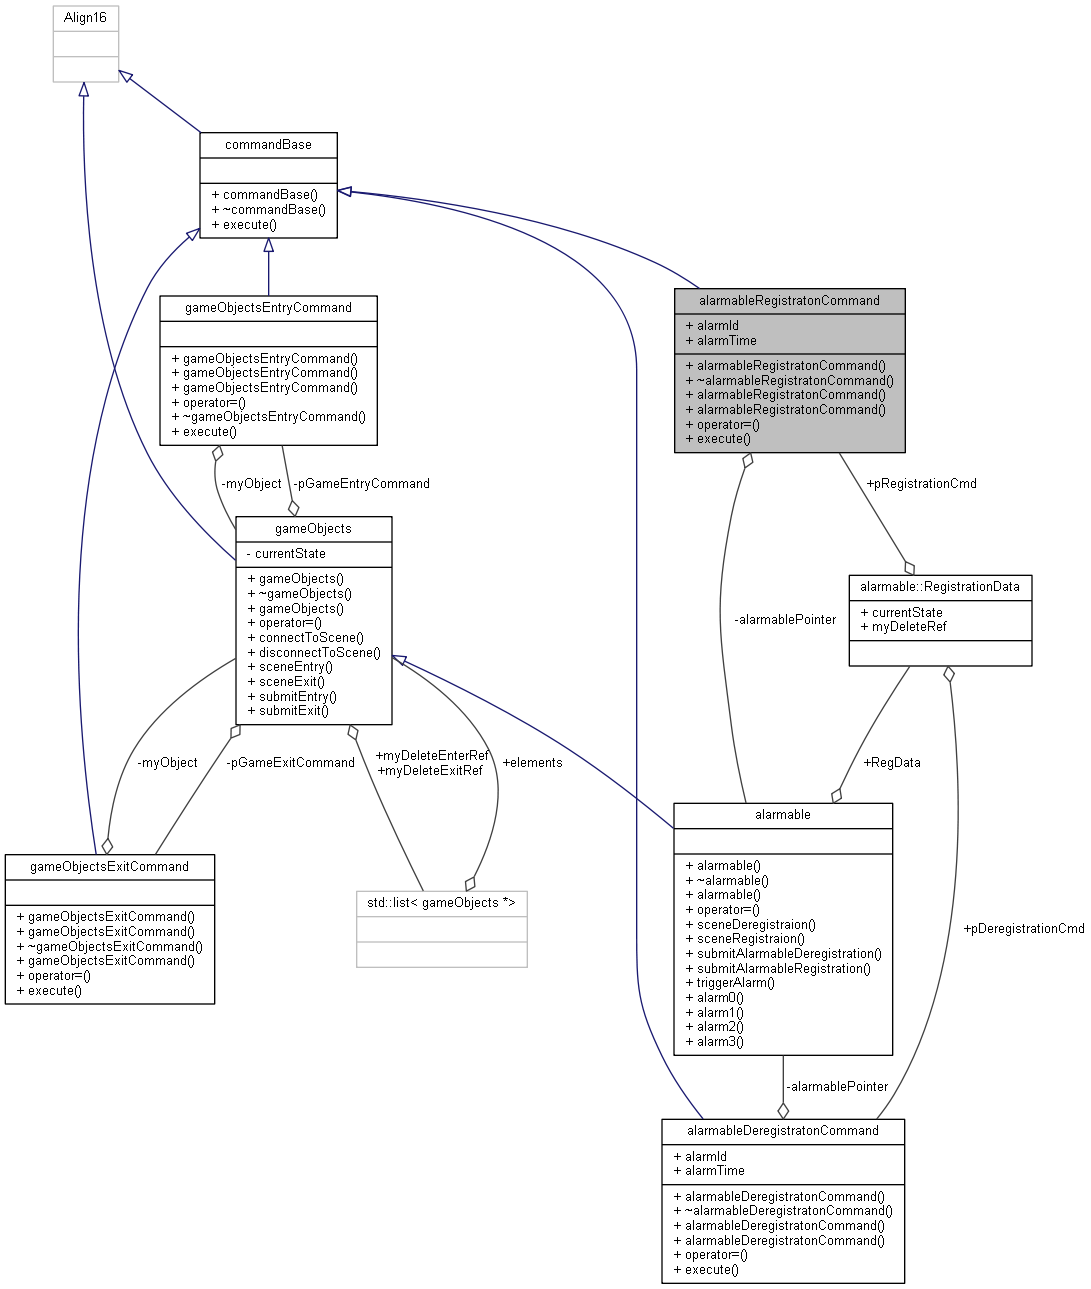 Align16
commandBase
+ commandBase()
+ ~commandBase()
+ execute()
gameObjectsEntryCommand
+ gameObjectsEntryCommand()
+ gameObjectsEntryCommand()
+ gameObjectsEntryCommand()
+ operator=()
+ ~gameObjectsEntryCommand()
+ execute()
alarmableRegistratonCommand
+ alarmId
+ alarmTime
+ alarmableRegistratonCommand()
+ ~alarmableRegistratonCommand()
+ alarmableRegistratonCommand()
+ alarmableRegistratonCommand()
+ operator=()
+ execute()
-myObject
-pGameEntryCommand
+pRegistrationCmd
gameObjects
- currentState
+ gameObjects()
+ ~gameObjects()
+ gameObjects()
+ operator=()
+ connectToScene()
+ disconnectToScene()
+ sceneEntry()
+ sceneExit()
+ submitEntry()
+ submitExit()
alarmable::RegistrationData
+ currentState
+ myDeleteRef
-alarmablePointer
-myObject
-pGameExitCommand
+myDeleteEnterRef
+myDeleteExitRef
+elements
+RegData
alarmable
+ alarmable()
+ ~alarmable()
+ alarmable()
+ operator=()
+ sceneDeregistraion()
+ sceneRegistraion()
+ submitAlarmableDeregistration()
+ submitAlarmableRegistration()
+ triggerAlarm()
+ alarm0()
+ alarm1()
+ alarm2()
+ alarm3()
gameObjectsExitCommand
+ gameObjectsExitCommand()
+ gameObjectsExitCommand()
+ ~gameObjectsExitCommand()
+ gameObjectsExitCommand()
+ operator=()
+ execute()
std::list< gameObjects *>
+pDeregistrationCmd
-alarmablePointer
alarmableDeregistratonCommand
+ alarmId
+ alarmTime
+ alarmableDeregistratonCommand()
+ ~alarmableDeregistratonCommand()
+ alarmableDeregistratonCommand()
+ alarmableDeregistratonCommand()
+ operator=()
+ execute()